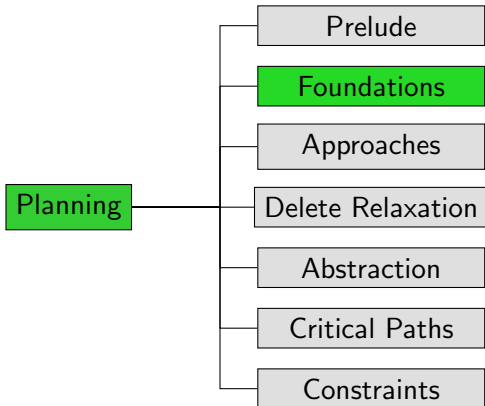 Prelude
Foundations
Approaches
Planning
Delete Relaxation
Abstraction
Critical Paths
Constraints